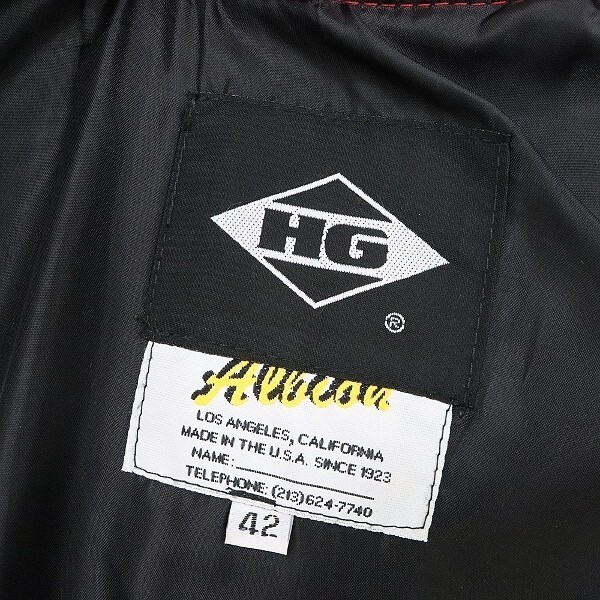 HG
®
Albion
LOS ANGELES, CALIFORNIA
MADE IN THE U.S.A. SINCE 1923
NAME:
TELEPHONE: (213)624-7740
42